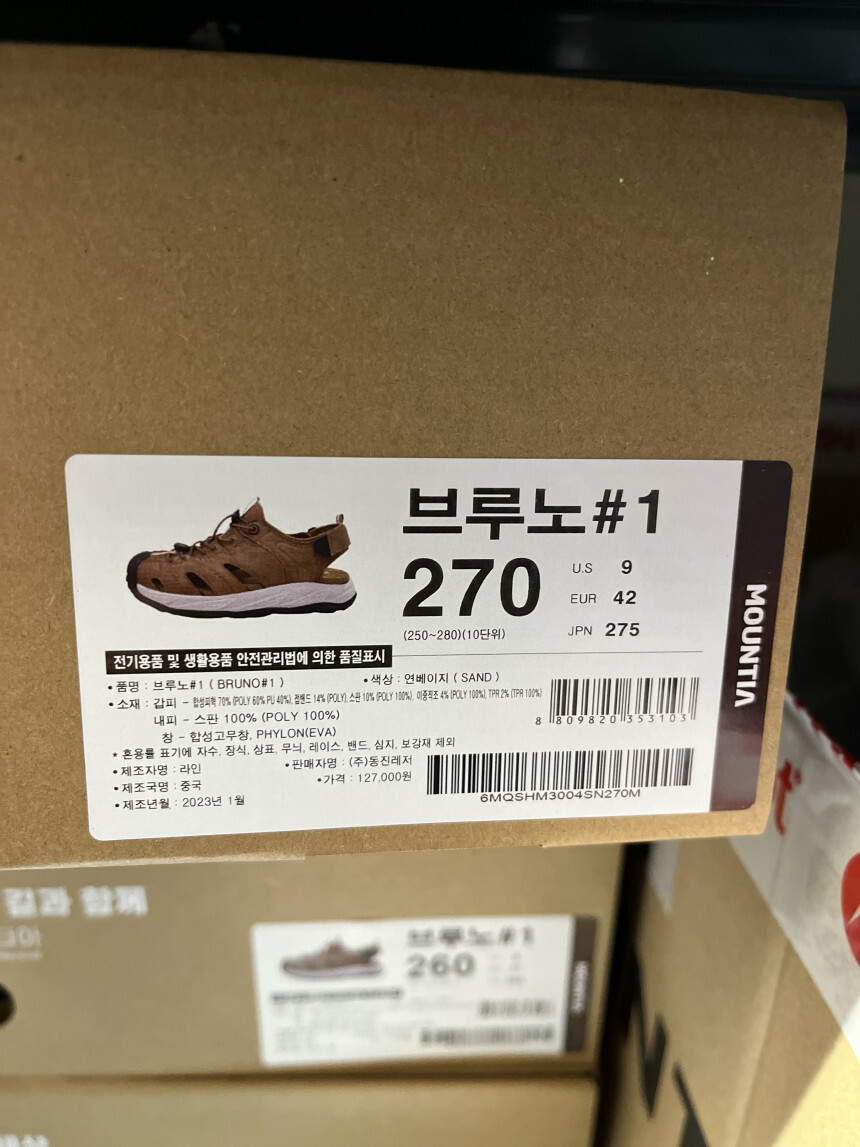 브루노#1
270
U.S 9
EUR 42
JPN 275
(250~280)(10단위)
MOUNTIA
전기용품 및 생활용품 안전관리법에 의한 품질표시
•품명 : 브루노#1 ( BRUNO#1 )
•색상 : 연베이지 ( SAND )
•소재 : 갑피 - 합성피혁 70% (POLY 60% PU 40%), 웹밴드 14% (POLY), 스판 10% (POLY 100%), 이중직조 4% (POLY 100%), TPR 2% (TPR 100%)
내피 - 스판 100% (POLY 100%)
창 - 합성고무창, PHYLON(EVA)
* 혼용률 표기에 자수, 장식, 상표, 무늬, 레이스, 밴드, 심지, 보강재 제외
•제조자명 : 라인
•판매자명 : (주)동진레저
•제조국명 : 중국
•가격 : 127,000원
•제조년월 : 2023년 1월
8 809820 353103
6MQSHM3004SN270M
길과 함께
브루노#1
260